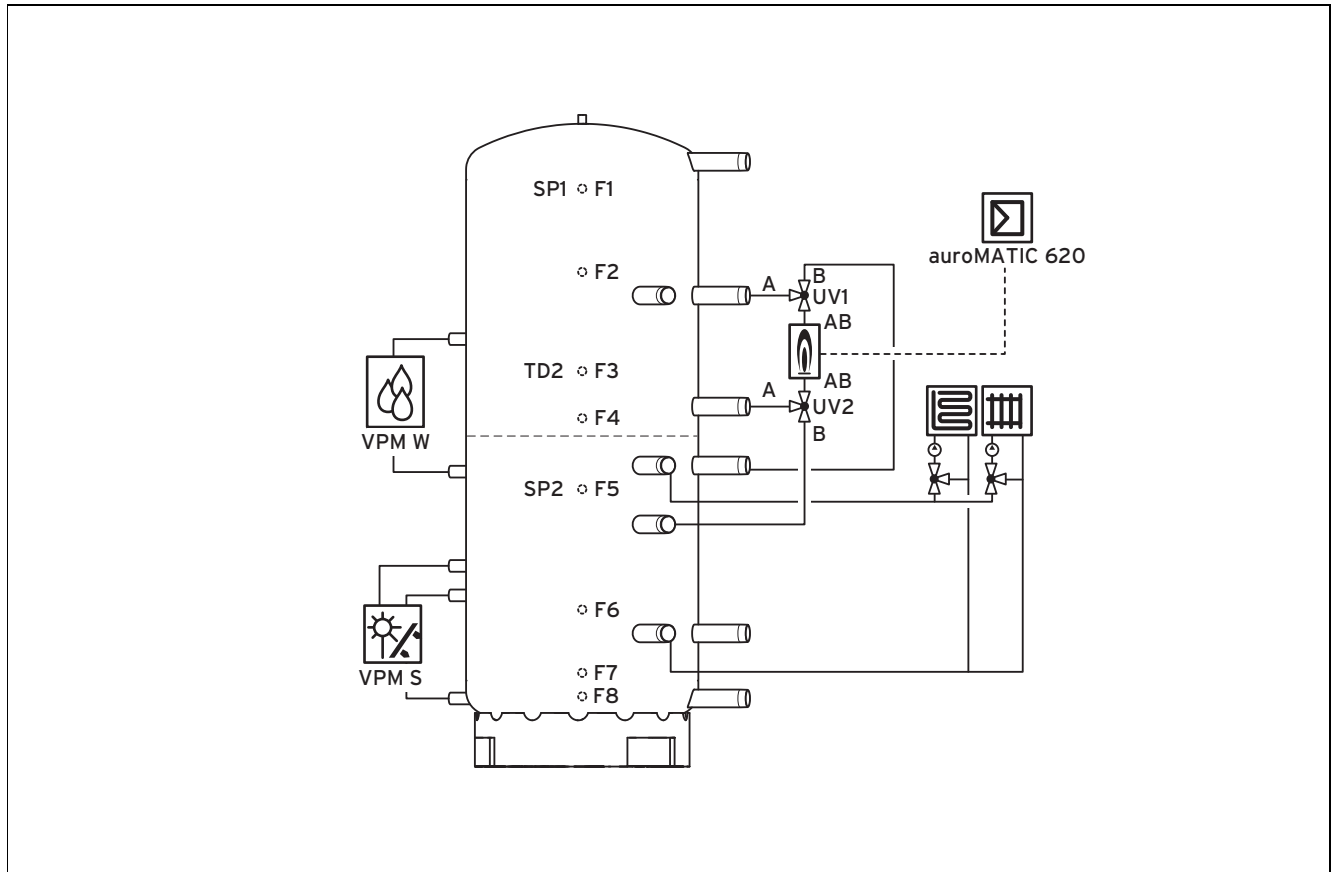 SP1 F1
auroMATIC 620
F2
A
B
UV1
AB
TD2 F3
AB
A
UV2
F4
B
VPM W
SP2 F5
F6
VPM S
F7
F8